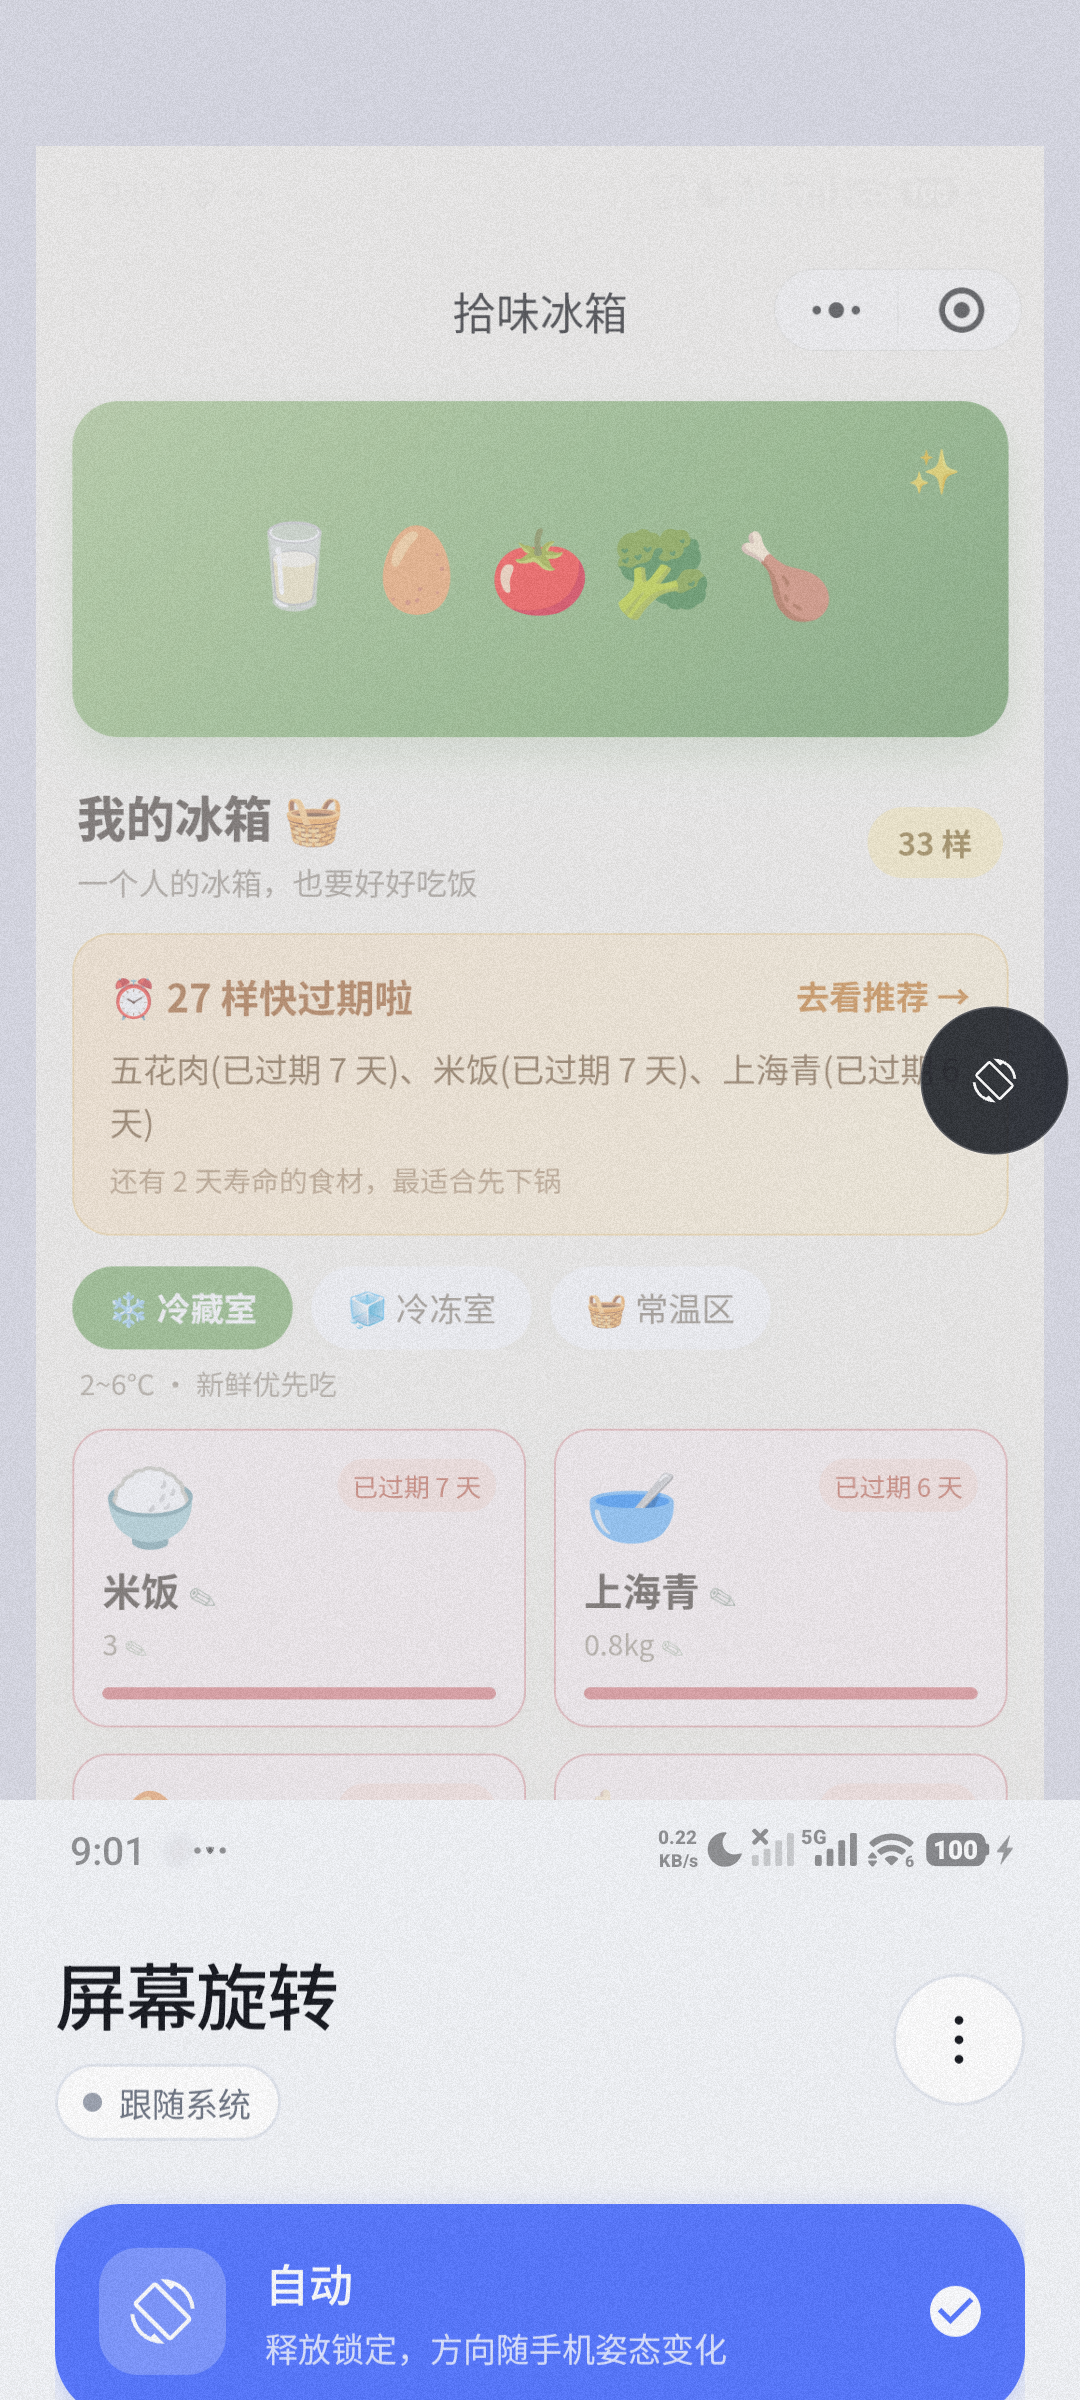 拾味冰箱
我的冰箱
33 样
一个人的冰箱，也要好好吃饭
27 样快过期啦
去看推荐 →
五花肉(已过期 7 天)、米饭(已过期 7 天)、上海青(已过期 6
天)
还有 2 天寿命的食材，最适合先下锅
冷藏室
冷冻室
常温区
2~6°C · 新鲜优先吃
已过期 7 天
已过期 6 天
米饭
上海青
3
0.8kg
9:01
0.22
KB/s
5G
6
100
屏幕旋转
跟随系统
自动
释放锁定，方向随手机姿态变化